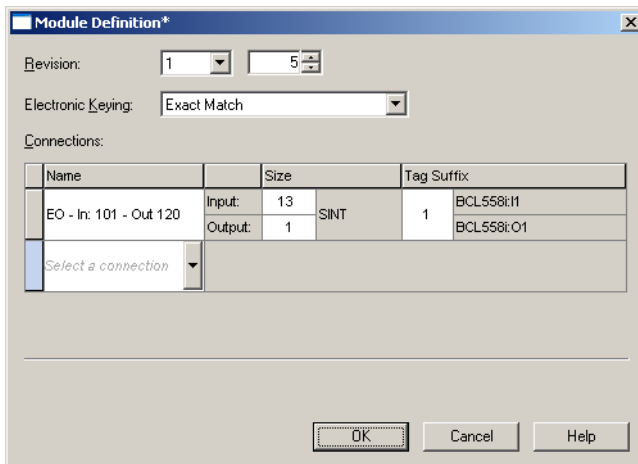 Module Definition*
Revision: 1 5
Electronic Keying: Exact Match
Connections:
Name Size Tag Suffix
EO - In: 101 - Out 120 Input: 13 SINT 1 BCL558i:I1
Output: 1 BCL558i:O1
Select a connection
OK Cancel Help